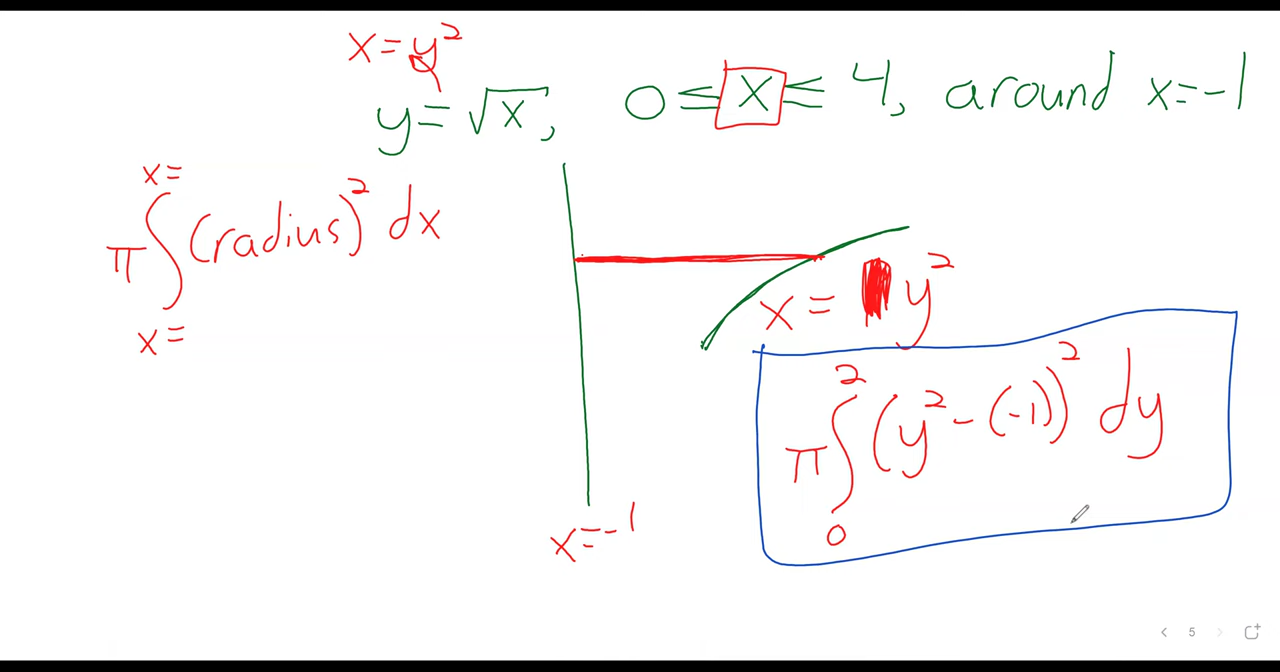 x = y²
y = √x, 0 ≤ x ≤ 4, around x = -1
π ∫ (radius)² dx
x =
x =
x = y²
π ∫₀² (y² - (-1))² dy
x = -1
5